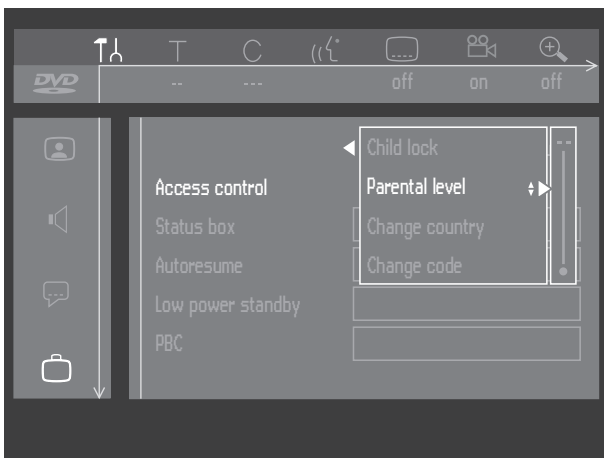 T C
DVD -- --- off on off
Child lock --
Access control Parental level
Status box Change country
Autoresume Change code
Low power standby
PBC